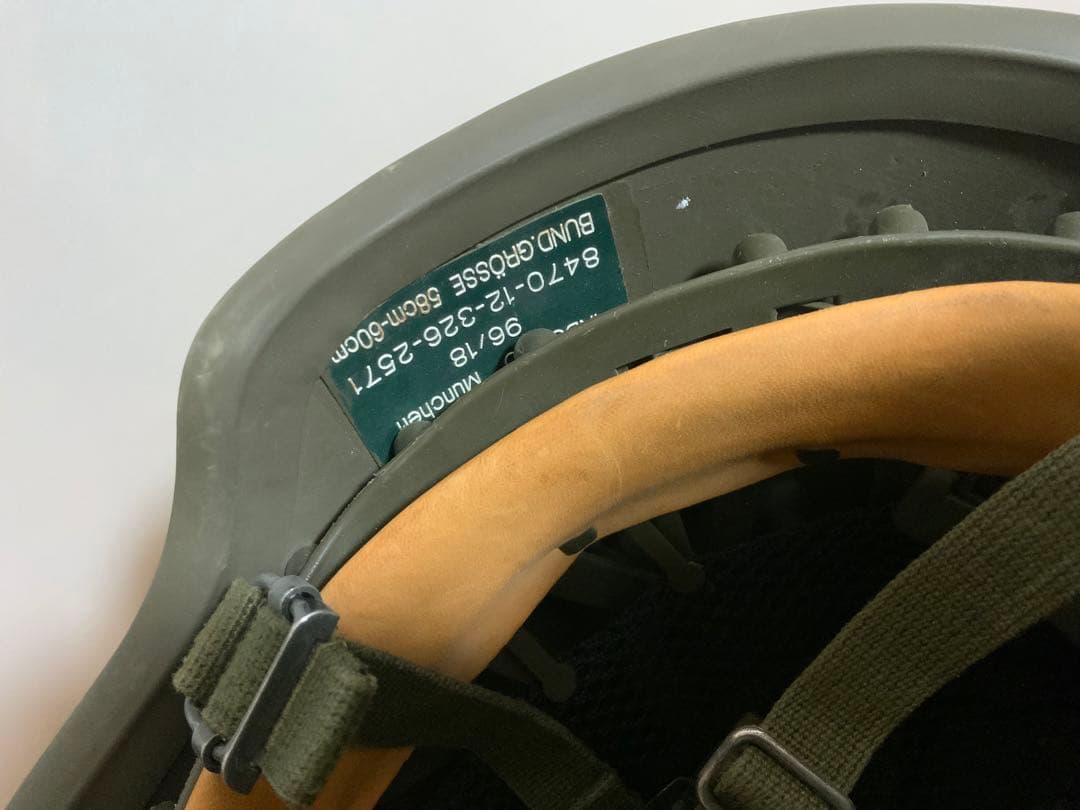 München
96/18
8470-12-326-2571
BUND.GRÖSSE 58cm-60cm